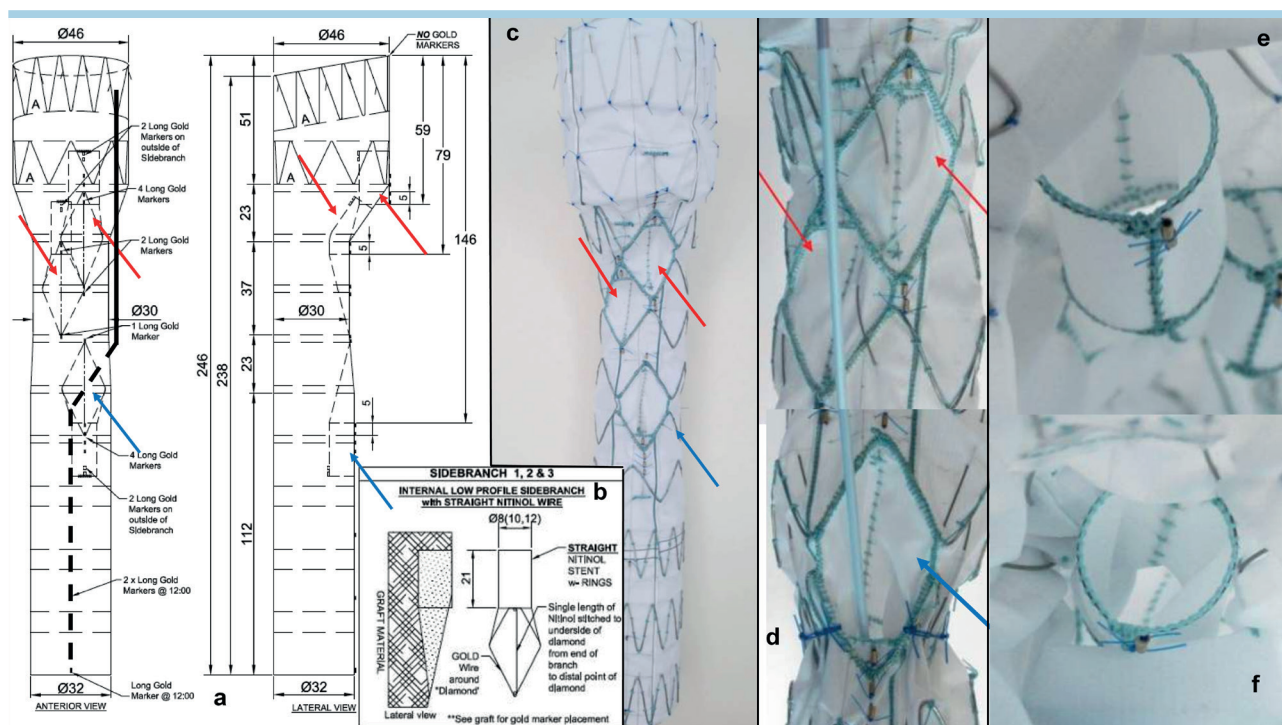 Ø46
A
A
2 Long Gold
Markers on
outside of
Sidebranch
4 Long Gold
Markers
2 Long Gold
Markers
Ø30
1 Long Gold
Marker
4 Long Gold
Markers
2 Long Gold
Markers on
outside of
Sidebranch
2 x Long Gold
Markers @ 12:00
Long Gold
Marker @ 12:00
Ø32
ANTERIOR VIEW
a
Ø46
NO GOLD
MARKERS
A
A
51
23
37
23
112
246
238
59
79
146
5
5
5
Ø30
Ø32
LATERAL VIEW
SIDEBRANCH 1, 2 & 3
b
INTERNAL LOW PROFILE SIDEBRANCH
with STRAIGHT NITINOL WIRE
Ø8(10,12)
21
STRAIGHT
NITINOL
STENT
w- RINGS
GRAFT MATERIAL
Single length of
Nitinol stitched to
underside of
diamond
from end of
branch
to distal point of
diamond
GOLD
Wire
around
"Diamond"
Lateral view
**See graft for gold marker placement
c
d
e
f